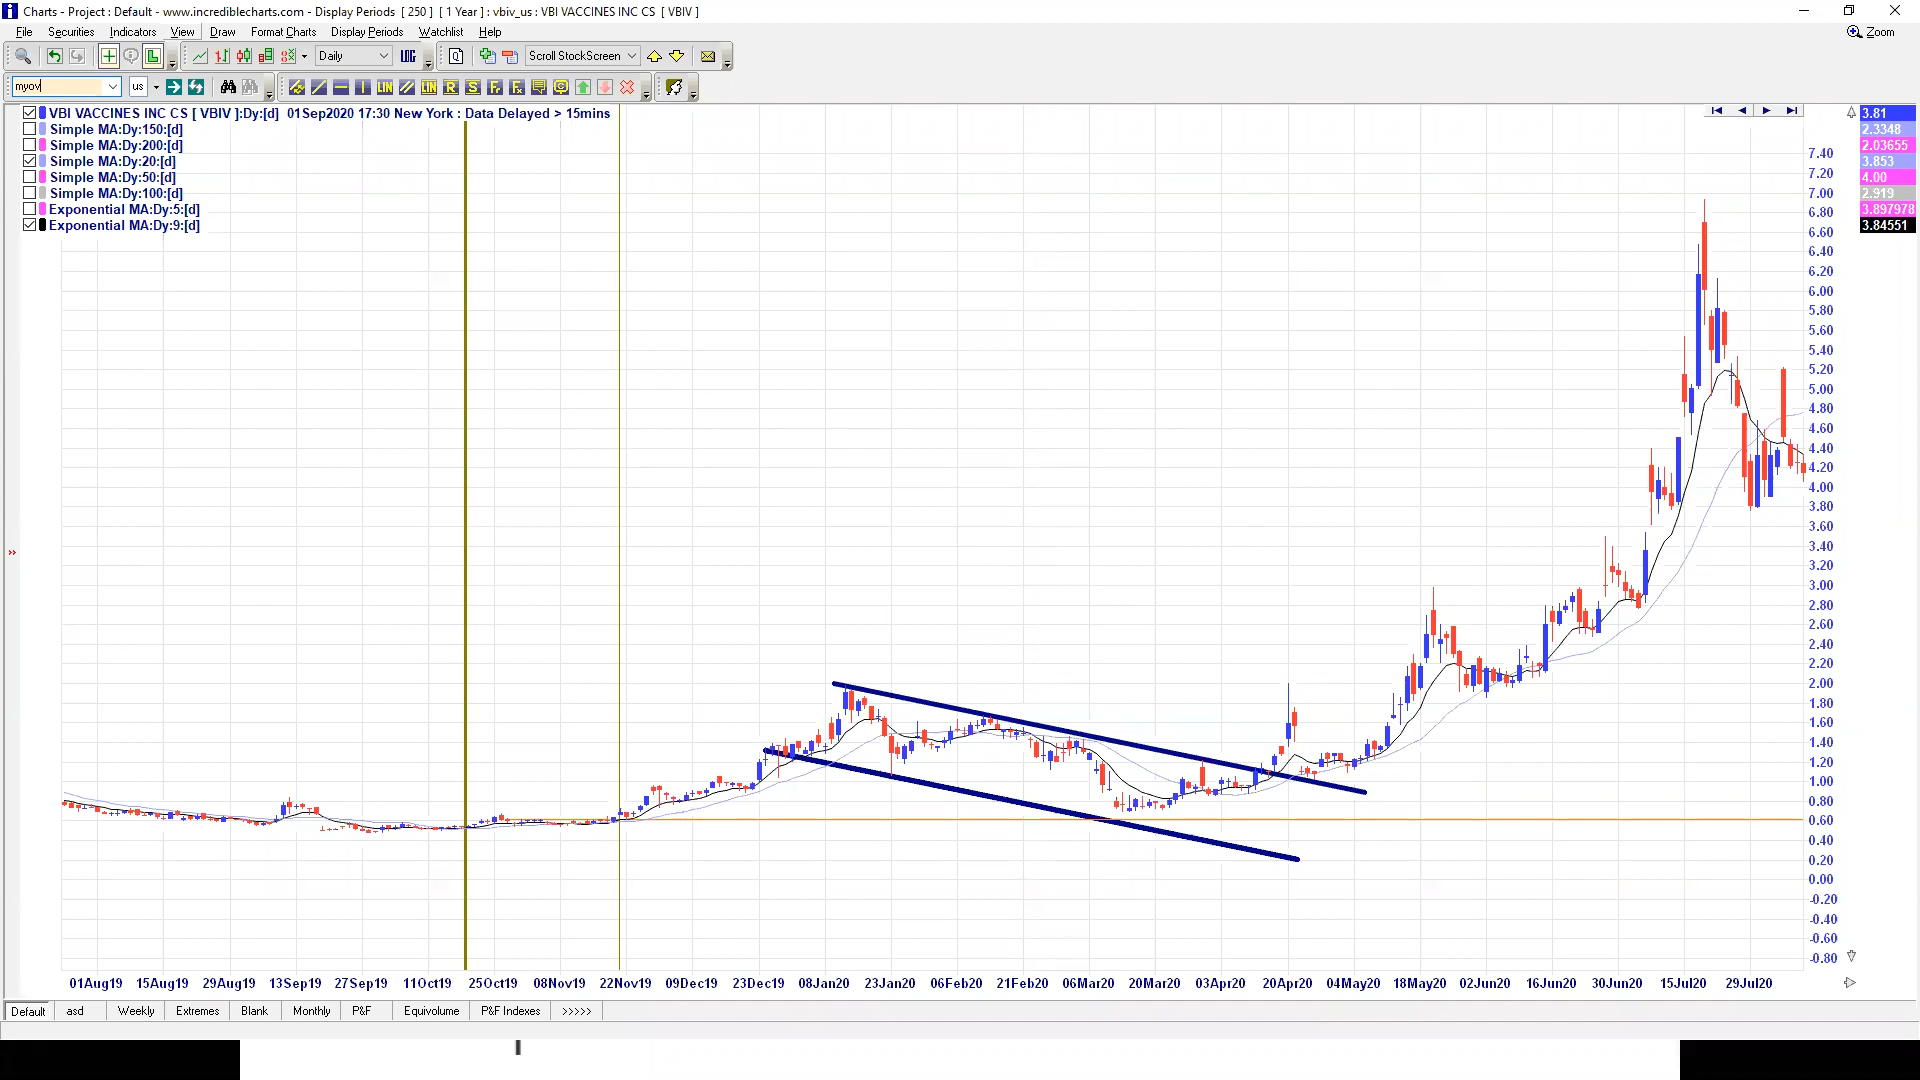 Charts - Project : Default - www.incrediblecharts.com - Display Periods [ 250 ] [ 1 Year ] : vbiv_us : VBI VACCINES INC CS [ VBIV ]
File Securities Indicators View Draw Format Charts Display Periods Watchlist Help
Zoom
Daily
Scroll StockScreen
myov us
LIN LIN R S Fr Fx
VBI VACCINES INC CS [ VBIV ]:Dy:[d] 01Sep2020 17:30 New York : Data Delayed > 15mins
Simple MA:Dy:150:[d]
Simple MA:Dy:200:[d]
Simple MA:Dy:20:[d]
Simple MA:Dy:50:[d]
Simple MA:Dy:100:[d]
Exponential MA:Dy:5:[d]
Exponential MA:Dy:9:[d]
3.81
2.3348
2.03655
3.853
4.00
2.919
3.897978
3.84551
7.40
7.20
7.00
6.80
6.60
6.40
6.20
6.00
5.80
5.60
5.40
5.20
5.00
4.80
4.60
4.40
4.20
4.00
3.80
3.60
3.40
3.20
3.00
2.80
2.60
2.40
2.20
2.00
1.80
1.60
1.40
1.20
1.00
0.80
0.60
0.40
0.20
0.00
-0.20
-0.40
-0.60
-0.80
01Aug19 15Aug19 29Aug19 13Sep19 27Sep19 11Oct19 25Oct19 08Nov19 22Nov19 09Dec19 23Dec19 08Jan20 23Jan20 06Feb20 21Feb20 06Mar20 20Mar20 03Apr20 20Apr20 04May20 18May20 02Jun20 16Jun20 30Jun20 15Jul20 29Jul20
Default asd Weekly Extremes Blank Monthly P&F Equivolume P&F Indexes >>>>>